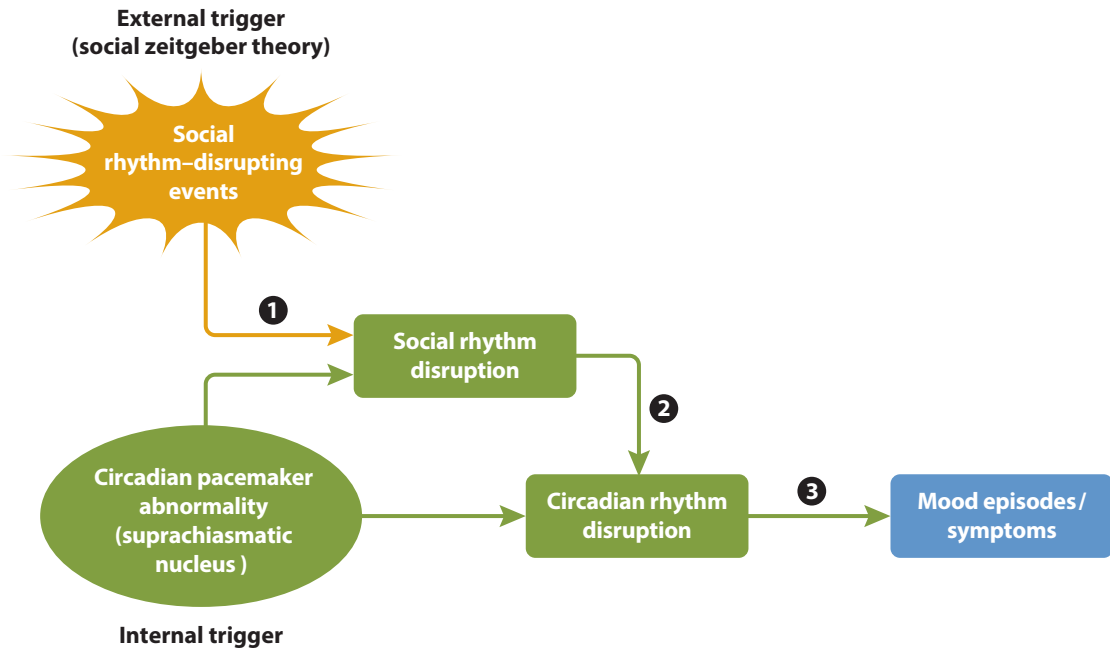 External trigger
(social zeitgeber theory)
Social
rhythm–disrupting
events
1
Social rhythm
disruption
2
Circadian pacemaker
abnormality
(suprachiasmatic
nucleus )
Circadian rhythm
disruption
3
Mood episodes/
symptoms
Internal trigger